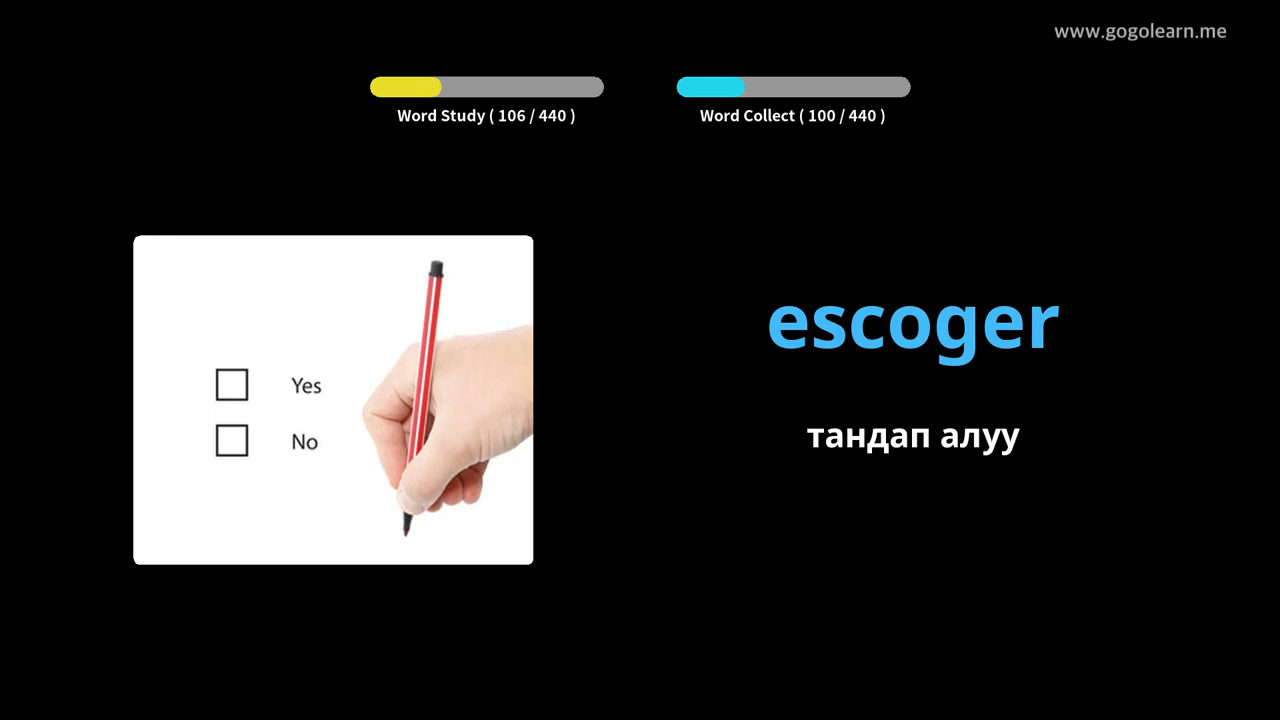 www.gogolearn.me
Word Study ( 106 / 440 )
Word Collect ( 100 / 440 )
Yes
No
escoger
тандап алуу